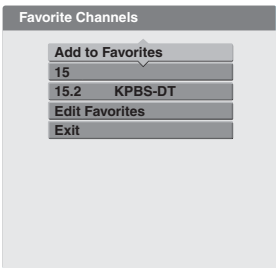 Favorite Channels
Add to Favorites
15
15.2 KPBS-DT
Edit Favorites
Exit